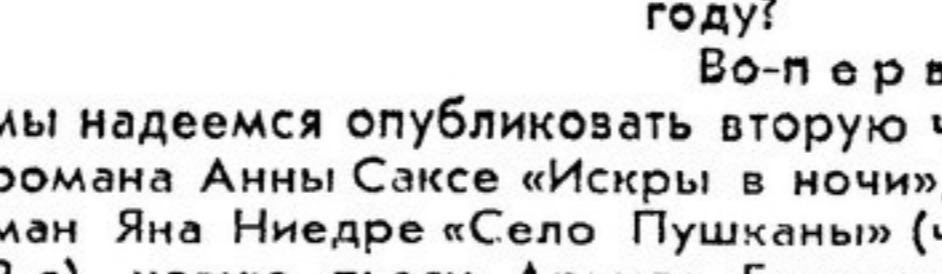 году?
Во-перв
мы надеемся опубликовать вторую ч
романа Анны Саксе «Искры в ночи»,
ман Яна Ниедре «Село Пушканы» (ч